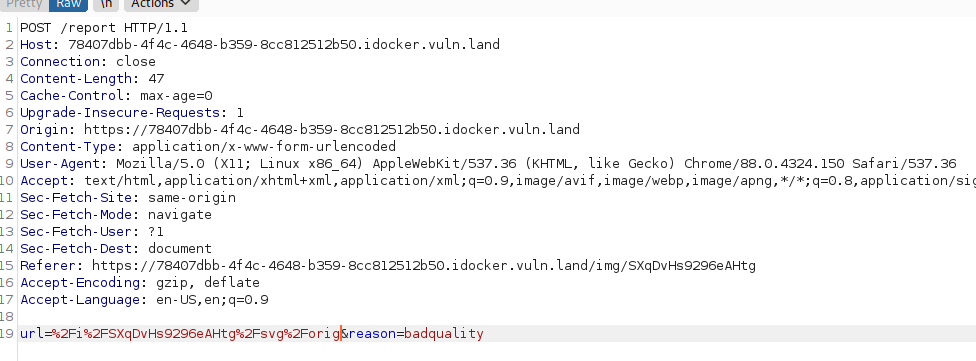 Pretty Raw \n Actions
1 POST /report HTTP/1.1
2 Host: 78407dbb-4f4c-4648-b359-8cc812512b50.idocker.vuln.land
3 Connection: close
4 Content-Length: 47
5 Cache-Control: max-age=0
6 Upgrade-Insecure-Requests: 1
7 Origin: https://78407dbb-4f4c-4648-b359-8cc812512b50.idocker.vuln.land
8 Content-Type: application/x-www-form-urlencoded
9 User-Agent: Mozilla/5.0 (X11; Linux x86_64) AppleWebKit/537.36 (KHTML, like Gecko) Chrome/88.0.4324.150 Safari/537.36
10 Accept: text/html,application/xhtml+xml,application/xml;q=0.9,image/avif,image/webp,image/apng,*/*;q=0.8,application/sig
11 Sec-Fetch-Site: same-origin
12 Sec-Fetch-Mode: navigate
13 Sec-Fetch-User: ?1
14 Sec-Fetch-Dest: document
15 Referer: https://78407dbb-4f4c-4648-b359-8cc812512b50.idocker.vuln.land/img/SXqDvHs9296eAHtg
16 Accept-Encoding: gzip, deflate
17 Accept-Language: en-US,en;q=0.9
18
19 url=%2Fi%2FSXqDvHs9296eAHtg%2Fsvg%2Forig&reason=badquality